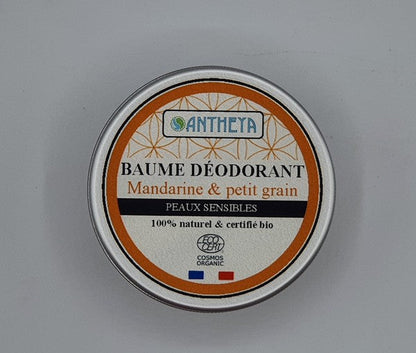 ANTHEYA
BAUME DÉODORANT
Mandarine & petit grain
PEAUX SENSIBLES
100% naturel & certifié bio
ECO
CERT
COSMOS
ORGANIC